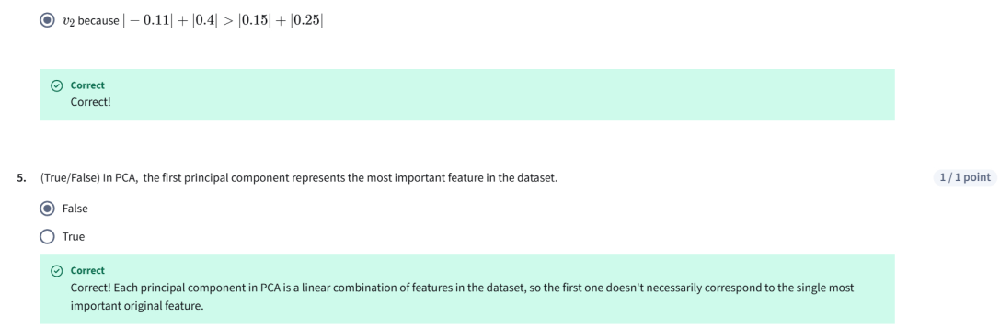 v₂ because | − 0.11| + |0.4| > |0.15| + |0.25|
Correct
Correct!
5. (True/False) In PCA, the first principal component represents the most important feature in the dataset.
1 / 1 point
False
True
Correct
Correct! Each principal component in PCA is a linear combination of features in the dataset, so the first one doesn't necessarily correspond to the single most
important original feature.